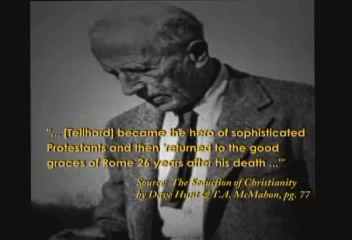 "... [Teilhard] became the hero of sophisticated
Protestants and then 'returned to the good
graces of Rome 26 years after his death ...'"
Source: The Seduction of Christianity
by Dave Hunt & T.A. McMahon, pg. 77